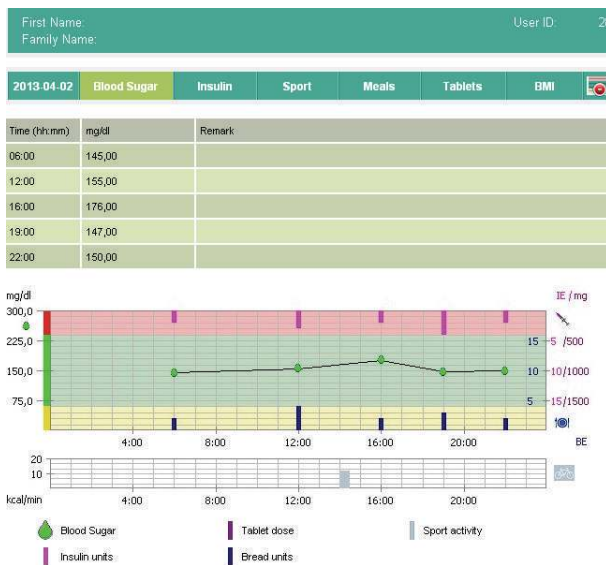 First Name: User ID: 2
Family Name:
2013-04-02 Blood Sugar Insulin Sport Meals Tablets BMI
Time (hh:mm) mg/dl Remark
06:00 145,00
12:00 155,00
16:00 176,00
19:00 147,00
22:00 150,00
mg/dl IE / mg
300,0
225,0 15 5 /500
150,0 10 10/1000
75,0 5 15/1500
4:00 8:00 12:00 16:00 20:00 BE
20
10
kcal/min 4:00 8:00 12:00 16:00 20:00
Blood Sugar Tablet dose Sport activity
Insulin units Bread units